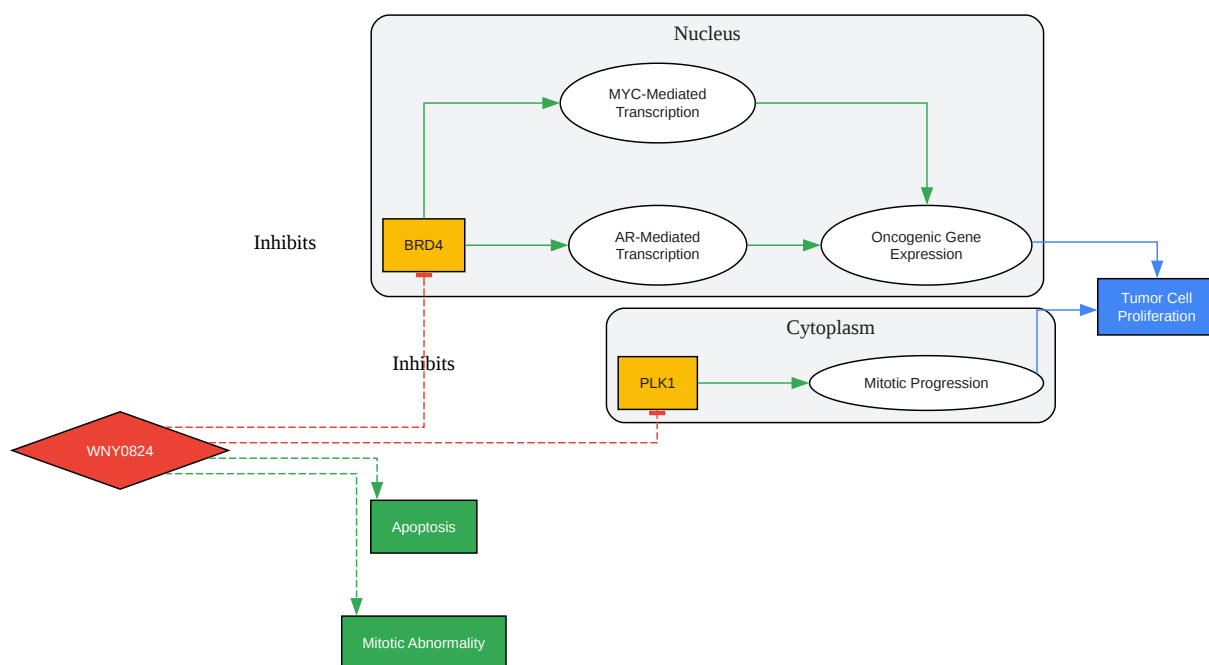 Nucleus
MYC-Mediated
Transcription
Inhibits
BRD4
AR-Mediated
Transcription
Oncogenic Gene
Expression
Tumor Cell
Proliferation
Cytoplasm
Inhibits
PLK1
Mitotic Progression
WNY0824
Apoptosis
Mitotic Abnormality